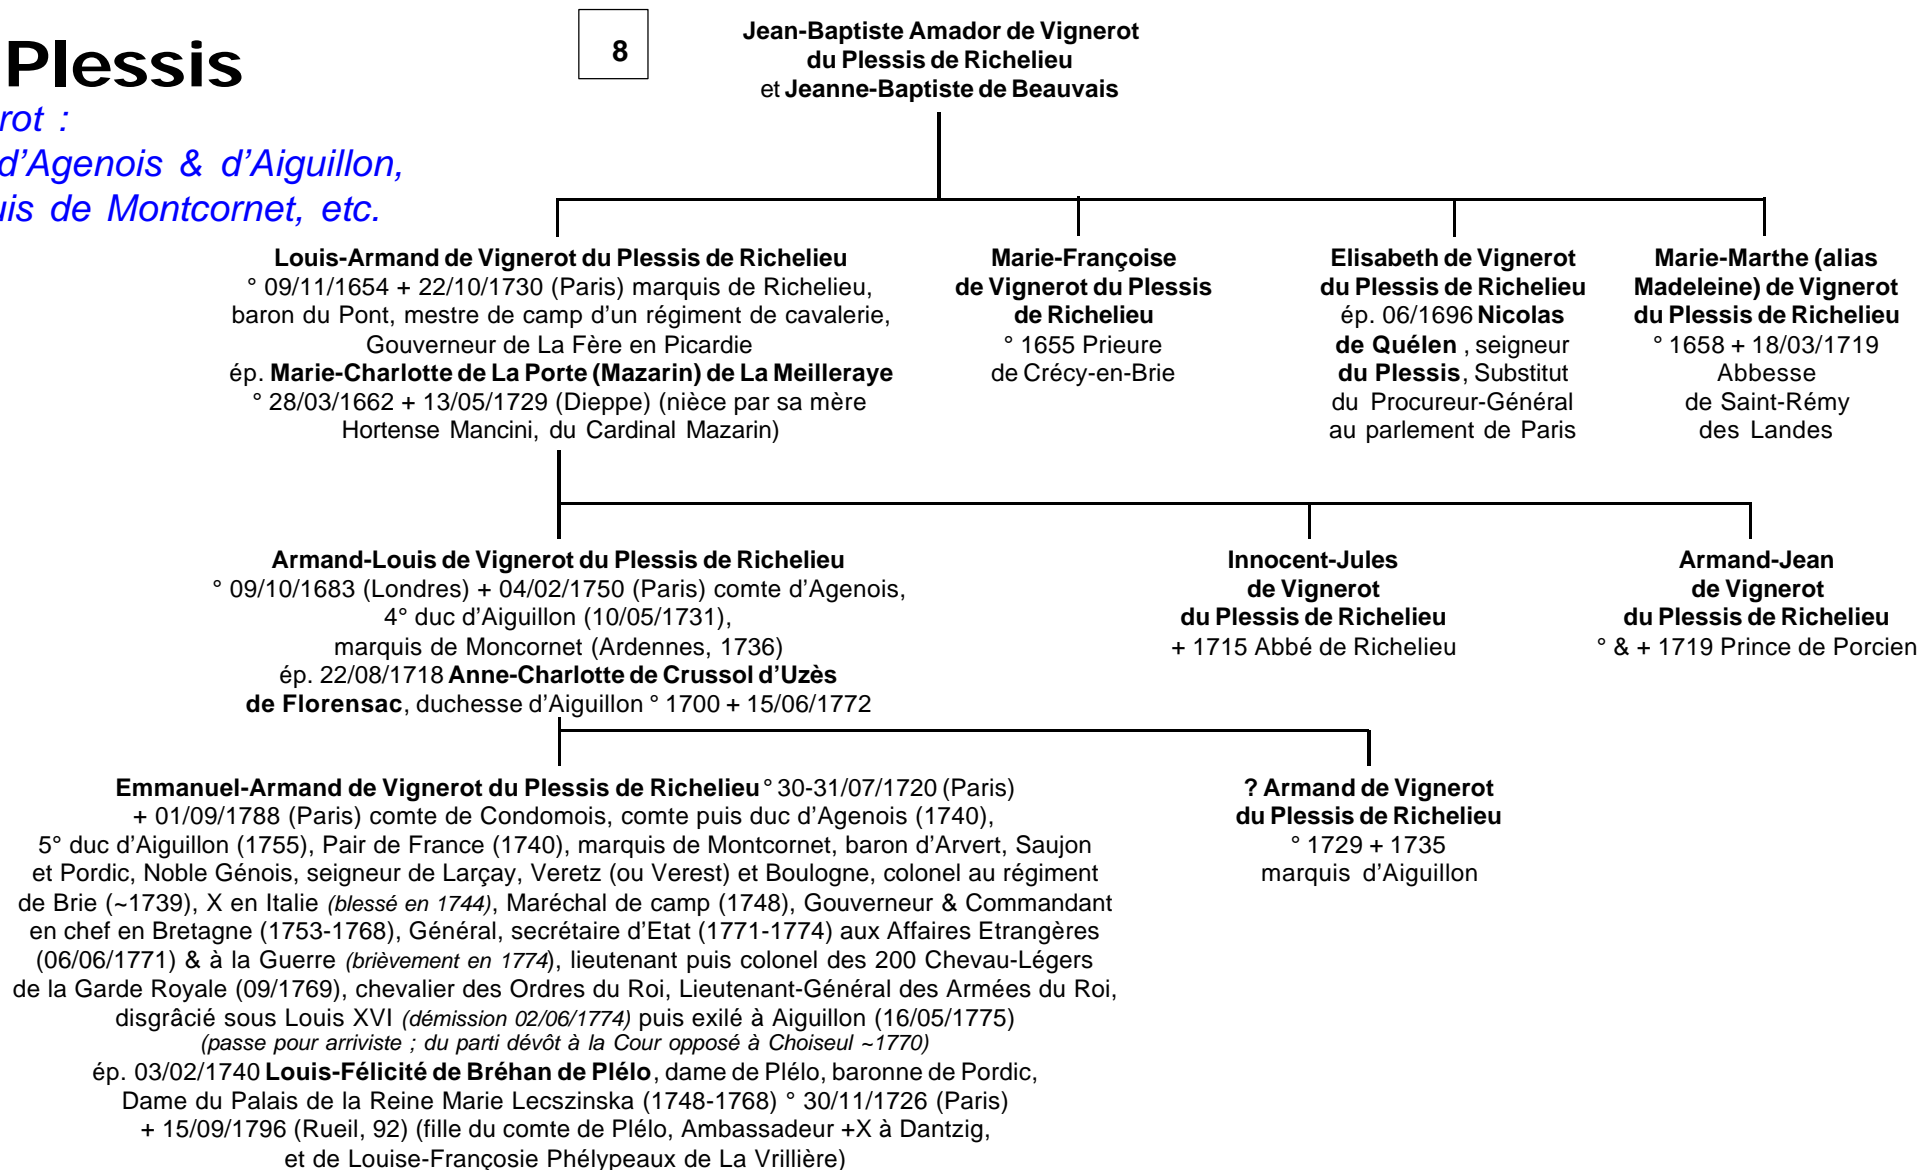 Plessis
rot :
d'Agenois & d'Aiguillon,
uis de Montcornet, etc.
8
Jean-Baptiste Amador de Vignerot
du Plessis de Richelieu
et Jeanne-Baptiste de Beauvais
Louis-Armand de Vignerot du Plessis de Richelieu
° 09/11/1654 + 22/10/1730 (Paris) marquis de Richelieu,
baron du Pont, mestre de camp d'un régiment de cavalerie,
Gouverneur de La Fère en Picardie
ép. Marie-Charlotte de La Porte (Mazarin) de La Meilleraye
° 28/03/1662 + 13/05/1729 (Dieppe) (nièce par sa mère
Hortense Mancini, du Cardinal Mazarin)
Marie-Françoise
de Vignerot du Plessis
de Richelieu
° 1655 Prieure
de Crécy-en-Brie
Elisabeth de Vignerot
du Plessis de Richelieu
ép. 06/1696 Nicolas
de Quélen , seigneur
du Plessis, Substitut
du Procureur-Général
au parlement de Paris
Marie-Marthe (alias
Madeleine) de Vignerot
du Plessis de Richelieu
° 1658 + 18/03/1719
Abbesse
de Saint-Rémy
des Landes
Armand-Louis de Vignerot du Plessis de Richelieu
° 09/10/1683 (Londres) + 04/02/1750 (Paris) comte d'Agenois,
4° duc d'Aiguillon (10/05/1731),
marquis de Moncornet (Ardennes, 1736)
ép. 22/08/1718 Anne-Charlotte de Crussol d'Uzès
de Florensac, duchesse d'Aiguillon ° 1700 + 15/06/1772
Innocent-Jules
de Vignerot
du Plessis de Richelieu
+ 1715 Abbé de Richelieu
Armand-Jean
de Vignerot
du Plessis de Richelieu
° & + 1719 Prince de Porcien
Emmanuel-Armand de Vignerot du Plessis de Richelieu ° 30-31/07/1720 (Paris)
+ 01/09/1788 (Paris) comte de Condomois, comte puis duc d'Agenois (1740),
5° duc d'Aiguillon (1755), Pair de France (1740), marquis de Montcornet, baron d'Arvert, Saujon
et Pordic, Noble Génois, seigneur de Larçay, Veretz (ou Verest) et Boulogne, colonel au régiment
de Brie (~1739), X en Italie (blessé en 1744), Maréchal de camp (1748), Gouverneur & Commandant
en chef en Bretagne (1753-1768), Général, secrétaire d'Etat (1771-1774) aux Affaires Etrangères
(06/06/1771) & à la Guerre (brièvement en 1774), lieutenant puis colonel des 200 Chevau-Légers
de la Garde Royale (09/1769), chevalier des Ordres du Roi, Lieutenant-Général des Armées du Roi,
disgrâcié sous Louis XVI (démission 02/06/1774) puis exilé à Aiguillon (16/05/1775)
(passe pour arriviste ; du parti dévôt à la Cour opposé à Choiseul ~1770)
ép. 03/02/1740 Louis-Félicité de Bréhan de Plélo, dame de Plélo, baronne de Pordic,
Dame du Palais de la Reine Marie Lecszinska (1748-1768) ° 30/11/1726 (Paris)
+ 15/09/1796 (Rueil, 92) (fille du comte de Plélo, Ambassadeur +X à Dantzig,
et de Louise-Françosie Phélypeaux de La Vrillière)
? Armand de Vignerot
du Plessis de Richelieu
° 1729 + 1735
marquis d'Aiguillon